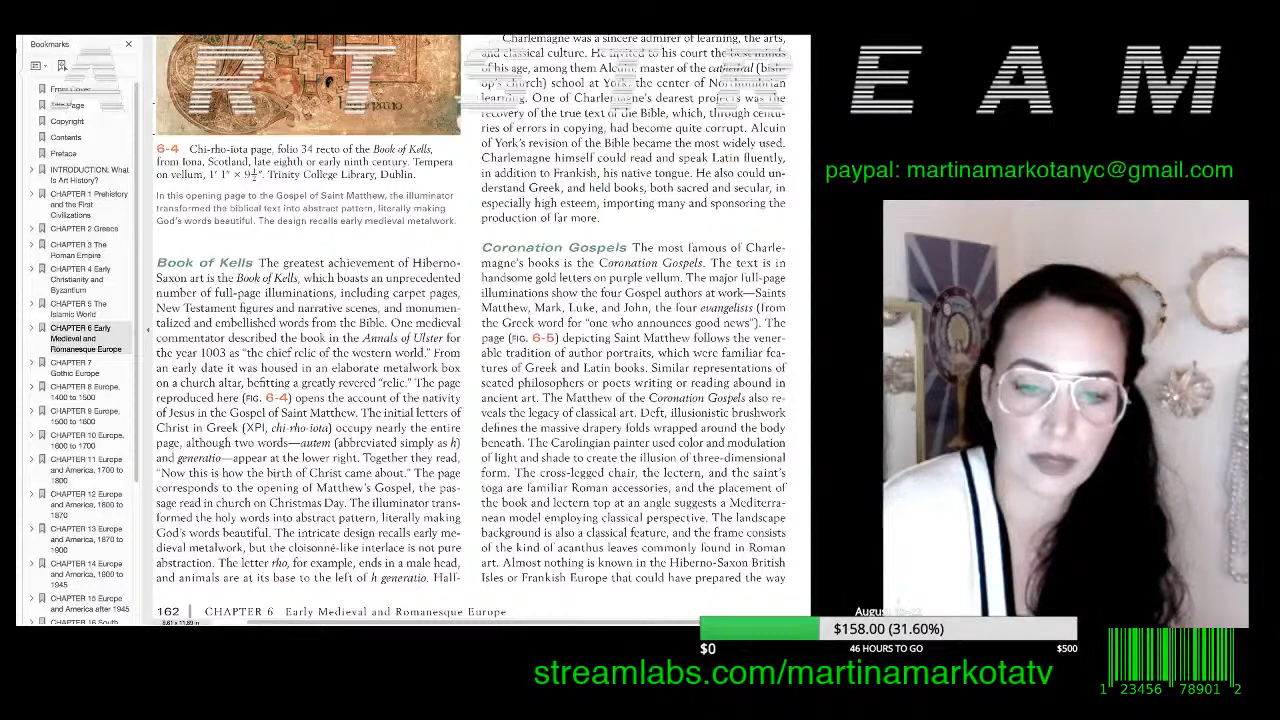 A R T S T R E A M
Bookmarks
Front Cover
Title Page
Copyright
Contents
Preface
INTRODUCTION: What
Is Art History?
CHAPTER 1 Prehistory
and the First
Civilizations
CHAPTER 2 Greece
CHAPTER 3 The
Roman Empire
CHAPTER 4 Early
Christianity and
Byzantium
CHAPTER 5 The
Islamic World
CHAPTER 6 Early
Medieval and
Romanesque Europe
CHAPTER 7
Gothic Europe
CHAPTER 8 Europe,
1400 to 1500
CHAPTER 9 Europe,
1500 to 1600
CHAPTER 10 Europe,
1600 to 1700
CHAPTER 11 Europe
and America, 1700 to
1800
CHAPTER 12 Europe
and America, 1800 to
1870
CHAPTER 13 Europe
and America, 1870 to
1900
CHAPTER 14 Europe
and America, 1900 to
1945
CHAPTER 15 Europe
and America after 1945
CHAPTER 16 South
6-4 Chi-rho-iota page, folio 34 recto of the Book of Kells,
from Iona, Scotland, late eighth or early ninth century. Tempera
on vellum, 1' 1" × 9½". Trinity College Library, Dublin.
In this opening page to the Gospel of Saint Matthew, the illuminator
transformed the biblical text into abstract pattern, literally making
God's words beautiful. The design recalls early medieval metalwork.
Book of Kells The greatest achievement of Hiberno-
Saxon art is the Book of Kells, which boasts an unprecedented
number of full-page illuminations, including carpet pages,
New Testament figures and narrative scenes, and monumen-
talized and embellished words from the Bible. One medieval
commentator described the book in the Annals of Ulster for
the year 1003 as "the chief relic of the western world." From
an early date it was housed in an elaborate metalwork box
on a church altar, befitting a greatly revered "relic." The page
reproduced here (FIG. 6-4) opens the account of the nativity
of Jesus in the Gospel of Saint Matthew. The initial letters of
Christ in Greek (XPI, chi-rho-iota) occupy nearly the entire
page, although two words—autem (abbreviated simply as h)
and generatio—appear at the lower right. Together they read,
"Now this is how the birth of Christ came about." The page
corresponds to the opening of Matthew's Gospel, the pas-
sage read in church on Christmas Day. The illuminator trans-
formed the holy words into abstract pattern, literally making
God's words beautiful. The intricate design recalls early me-
dieval metalwork, but the cloisonné-like interlace is not pure
abstraction. The letter rho, for example, ends in a male head,
and animals are at its base to the left of h generatio. Half-
162 | CHAPTER 6 Early Medieval and Romanesque Europe
8.61 x 11.69 in
Charlemagne was a sincere admirer of learning, the arts,
and classical culture. He invited to his court the best minds
of his age, among them Alcuin, master of the cathedral (bish-
op's church) school at York, the center of Northumbrian
learning. One of Charlemagne's dearest projects was the
recovery of the true text of the Bible, which, through centu-
ries of errors in copying, had become quite corrupt. Alcuin
of York's revision of the Bible became the most widely used.
Charlemagne himself could read and speak Latin fluently,
in addition to Frankish, his native tongue. He also could un-
derstand Greek, and held books, both sacred and secular, in
especially high esteem, importing many and sponsoring the
production of far more.
Coronation Gospels The most famous of Charle-
magne's books is the Coronation Gospels. The text is in
handsome gold letters on purple vellum. The major full-page
illuminations show the four Gospel authors at work—Saints
Matthew, Mark, Luke, and John, the four evangelists (from
the Greek word for "one who announces good news"). The
page (FIG. 6-5) depicting Saint Matthew follows the vener-
able tradition of author portraits, which were familiar fea-
tures of Greek and Latin books. Similar representations of
seated philosophers or poets writing or reading abound in
ancient art. The Matthew of the Coronation Gospels also re-
veals the legacy of classical art. Deft, illusionistic brushwork
defines the massive drapery folds wrapped around the body
beneath. The Carolingian painter used color and modulation
of light and shade to create the illusion of three-dimensional
form. The cross-legged chair, the lectern, and the saint's
toga are familiar Roman accessories, and the placement of
the book and lectern top at an angle suggests a Mediterra-
nean model employing classical perspective. The landscape
background is also a classical feature, and the frame consists
of the kind of acanthus leaves commonly found in Roman
art. Almost nothing is known in the Hiberno-Saxon British
Isles or Frankish Europe that could have prepared the way
paypal: martinamarkotanyc@gmail.com
August
$158.00 (31.60%)
$0
46 HOURS TO GO
$500
streamlabs.com/martinamarkotatv
1 23456 78901 2